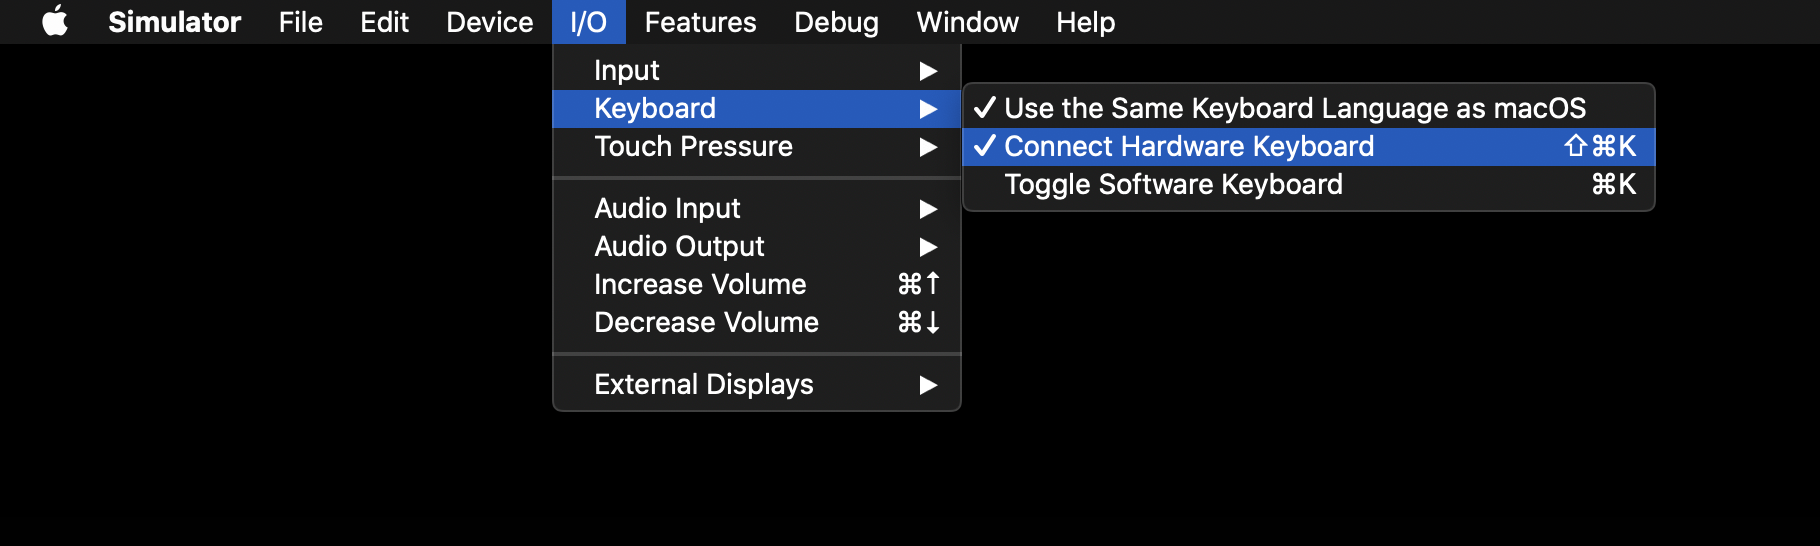 Simulator File Edit Device I/O Features Debug Window Help
Input ▶
Keyboard ▶
Touch Pressure ▶
Audio Input ▶
Audio Output ▶
Increase Volume ⌘↑
Decrease Volume ⌘↓
External Displays ▶
✓ Use the Same Keyboard Language as macOS
✓ Connect Hardware Keyboard ⇧⌘K
Toggle Software Keyboard ⌘K